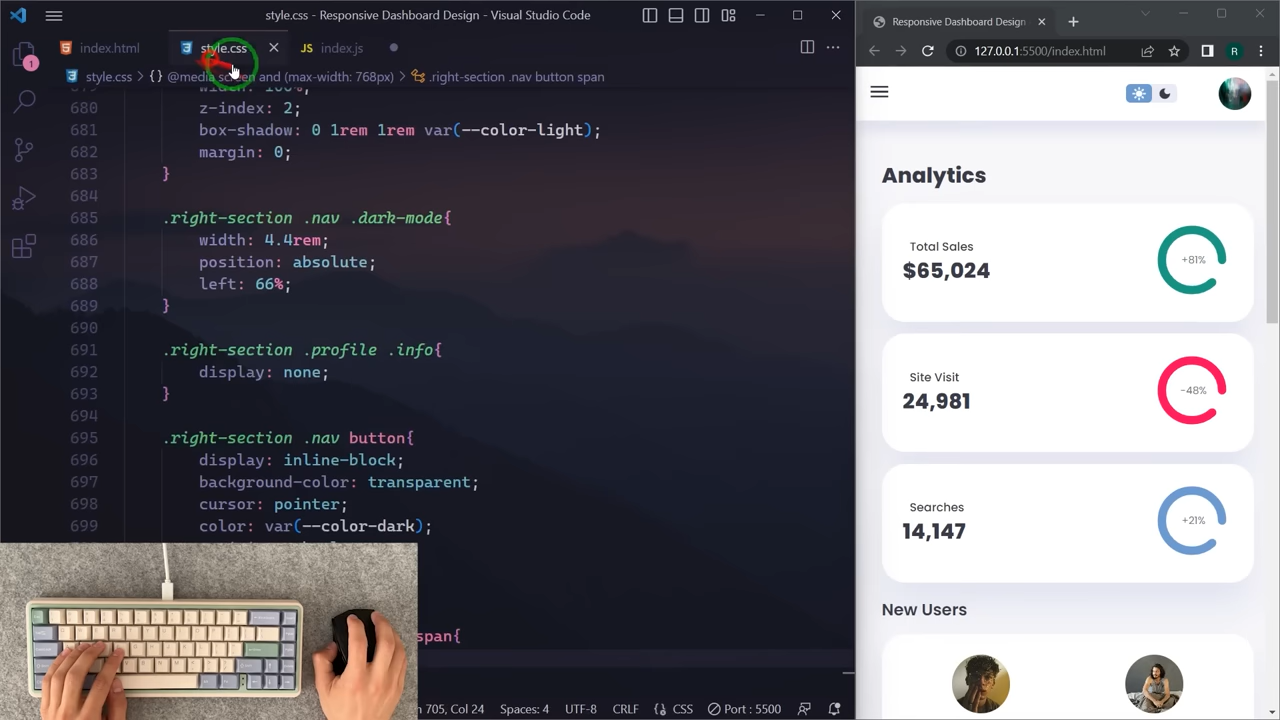 style.css - Responsive Dashboard Design - Visual Studio Code
index.html
style.css
JS index.js
1
style.css > {} @media screen and (max-width: 768px) > .right-section .nav button span
680 z-index: 2;
681 box-shadow: 0 1rem 1rem var(--color-light);
682 margin: 0;
683 }
684
685 .right-section .nav .dark-mode{
686 width: 4.4rem;
687 position: absolute;
688 left: 66%;
689 }
690
691 .right-section .profile .info{
692 display: none;
693 }
694
695 .right-section .nav button{
696 display: inline-block;
697 background-color: transparent;
698 cursor: pointer;
699 color: var(--color-dark);
span{
705, Col 24
Spaces: 4
UTF-8
CRLF
{} CSS
Port : 5500
Responsive Dashboard Design
127.0.0.1:5500/index.html
R
Analytics
Total Sales
$65,024
+81%
Site Visit
24,981
-48%
Searches
14,147
+21%
New Users